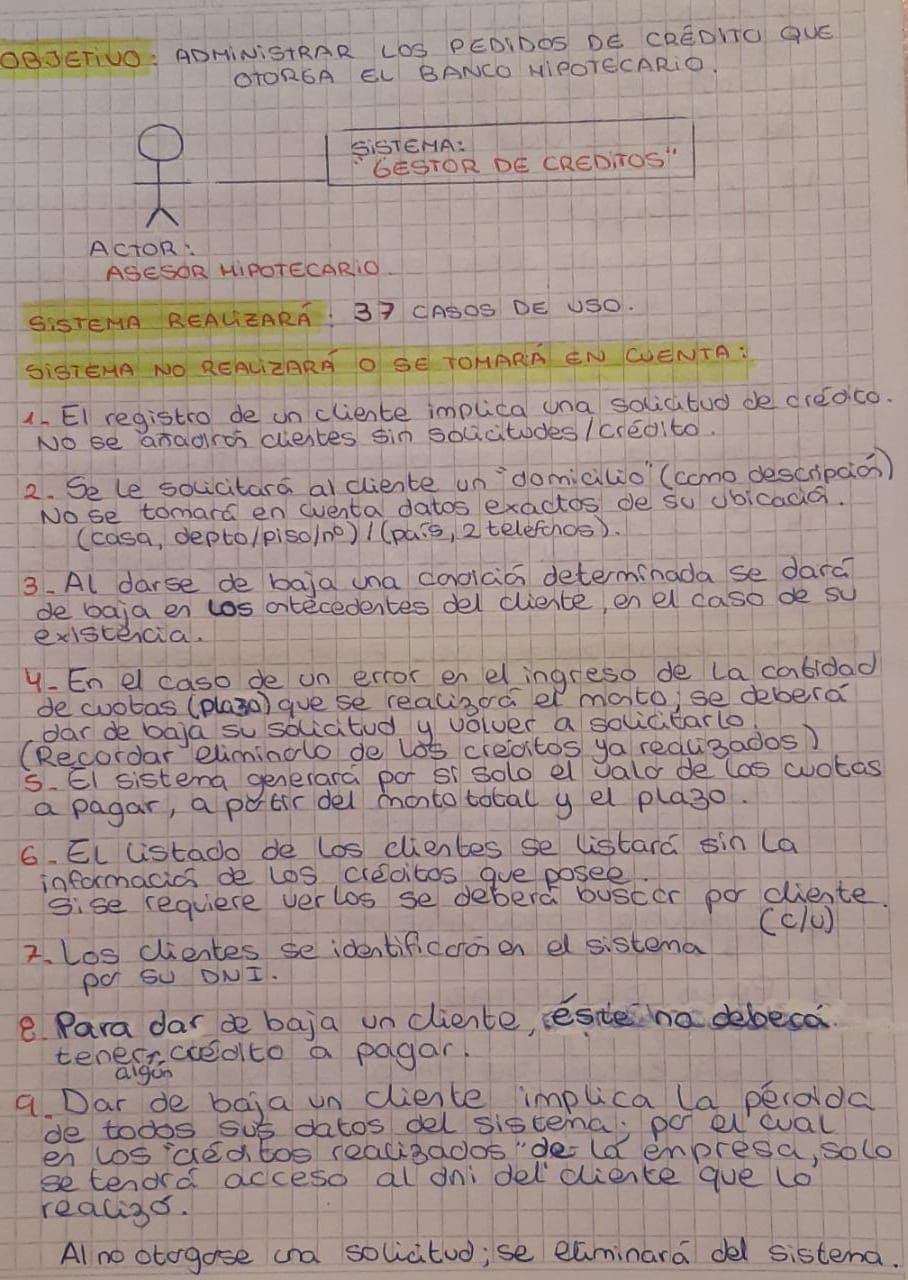 OBJETIVO: ADMINISTRAR LOS PEDIDOS DE CRÉDITO QUE
OTORGA EL BANCO HIPOTECARIO.
SISTEMA:
"GESTOR DE CREDITOS"
ACTOR:
ASESOR HIPOTECARIO.
SISTEMA REALIZARÁ: 37 CASOS DE USO.
SISTEMA NO REALIZARÁ O SE TOMARÁ EN CUENTA:
1- El registro de un cliente implica una solicitud de crédito.
No se añadirán clientes sin solicitudes/crédito.
2. Se le solicitará al cliente un "domicilio" (como descripción)
No se tomará en cuenta datos exactos de su ubicación.
(casa, depto/piso/nº) / (país, 2 teléfonos).
3- Al darse de baja una condición determinada se dará
de baja en los antecedentes del cliente, en el caso de su
existencia.
4- En el caso de un error en el ingreso de la cantidad
de cuotas (plazo) que se realizará el monto; se deberá
dar de baja su solicitud y volver a solicitarlo.
(Recordar eliminarlo de los créditos ya realizados)
5. El sistema generará por sí solo el valor de las cuotas
a pagar, a partir del monto total y el plazo.
6- El listado de los clientes se listará sin la
información de los créditos que posee.
Si se requiere verlos se deberá buscar por cliente.
(c/u)
7. Los clientes se identificarán en el sistema
por su DNI.
8. Para dar de baja un cliente, éste no deberá
tener crédito a pagar.
algún
9. Dar de baja un cliente implica la pérdida
de todos sus datos del sistema; por el cual
en los "créditos realizados" de la empresa, solo
se tendrá acceso al dni del cliente que lo
realizó.
Al no otorgase una solicitud; se eliminará del sistema.